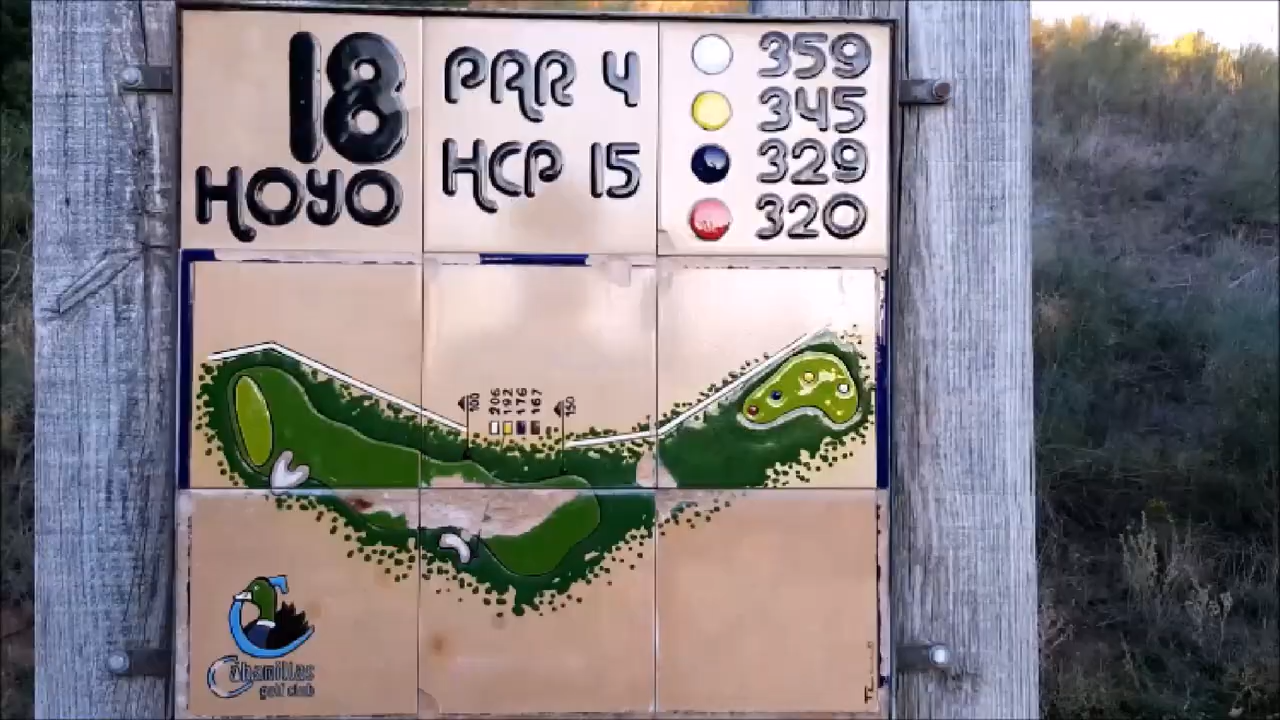 18
HOYO
PAR 4
HCP 15
359
345
329
320
100
206
192
176
167
150
Cabanillas
golf club